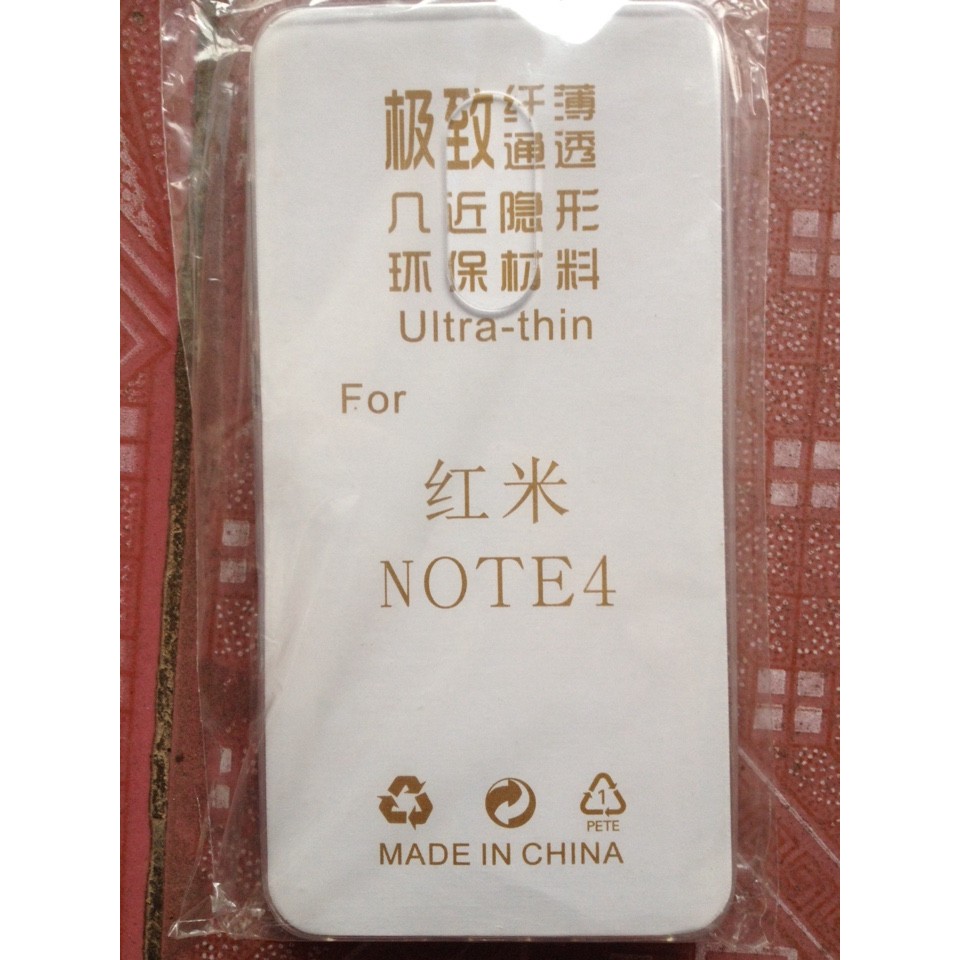 极致纤薄
通透
几近隐形
环保材料
Ultra-thin
For
红米
NOTE4
1
PETE
MADE IN CHINA